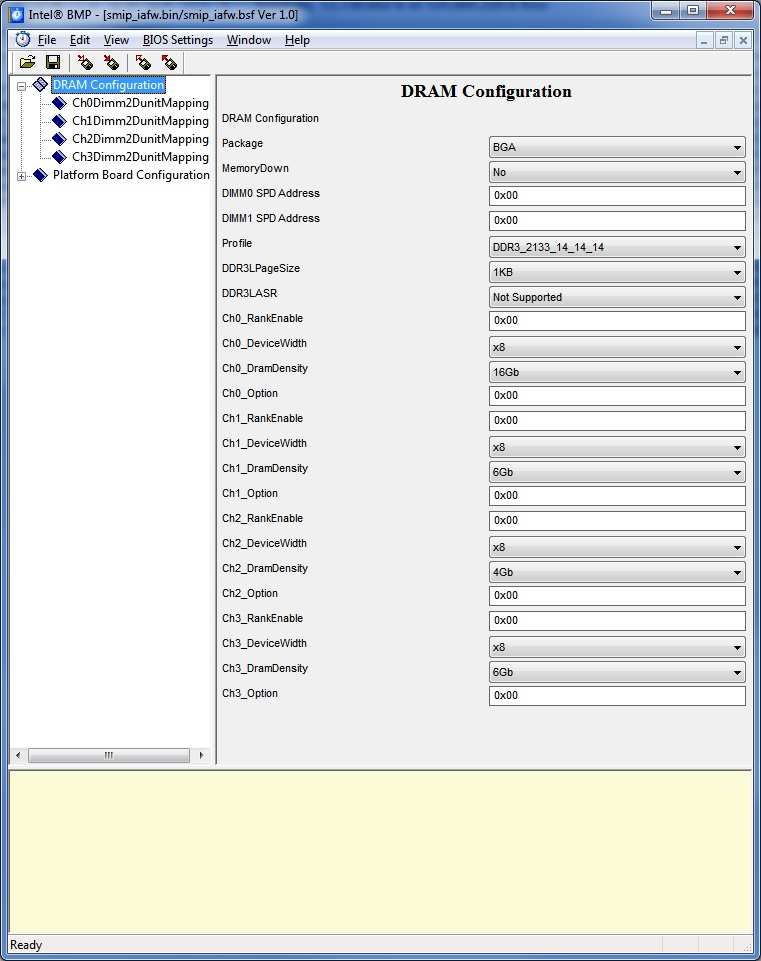 Intel® BMP - [smip_iafw.bin/smip_iafw.bsf Ver 1.0]
File Edit View BIOS Settings Window Help
DRAM Configuration
Ch0Dimm2DunitMapping
Ch1Dimm2DunitMapping
Ch2Dimm2DunitMapping
Ch3Dimm2DunitMapping
Platform Board Configuration
DRAM Configuration
DRAM Configuration
Package BGA
MemoryDown No
DIMM0 SPD Address 0x00
DIMM1 SPD Address 0x00
Profile DDR3_2133_14_14_14
DDR3LPageSize 1KB
DDR3LASR Not Supported
Ch0_RankEnable 0x00
Ch0_DeviceWidth x8
Ch0_DramDensity 16Gb
Ch0_Option 0x00
Ch1_RankEnable 0x00
Ch1_DeviceWidth x8
Ch1_DramDensity 6Gb
Ch1_Option 0x00
Ch2_RankEnable 0x00
Ch2_DeviceWidth x8
Ch2_DramDensity 4Gb
Ch2_Option 0x00
Ch3_RankEnable 0x00
Ch3_DeviceWidth x8
Ch3_DramDensity 6Gb
Ch3_Option 0x00
Ready